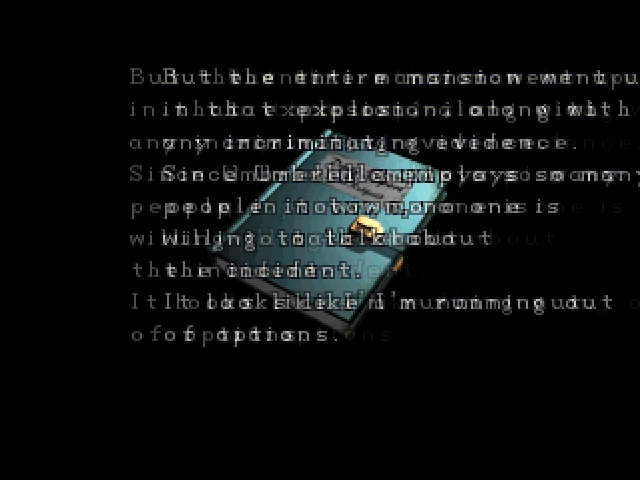 But the entire mansion went up
in that explosion, along with
any incriminating evidence.
Since Umbrella employs so many
people in town, no one is
willing to talk about
the incident.
It looks like I'm running out
of options.